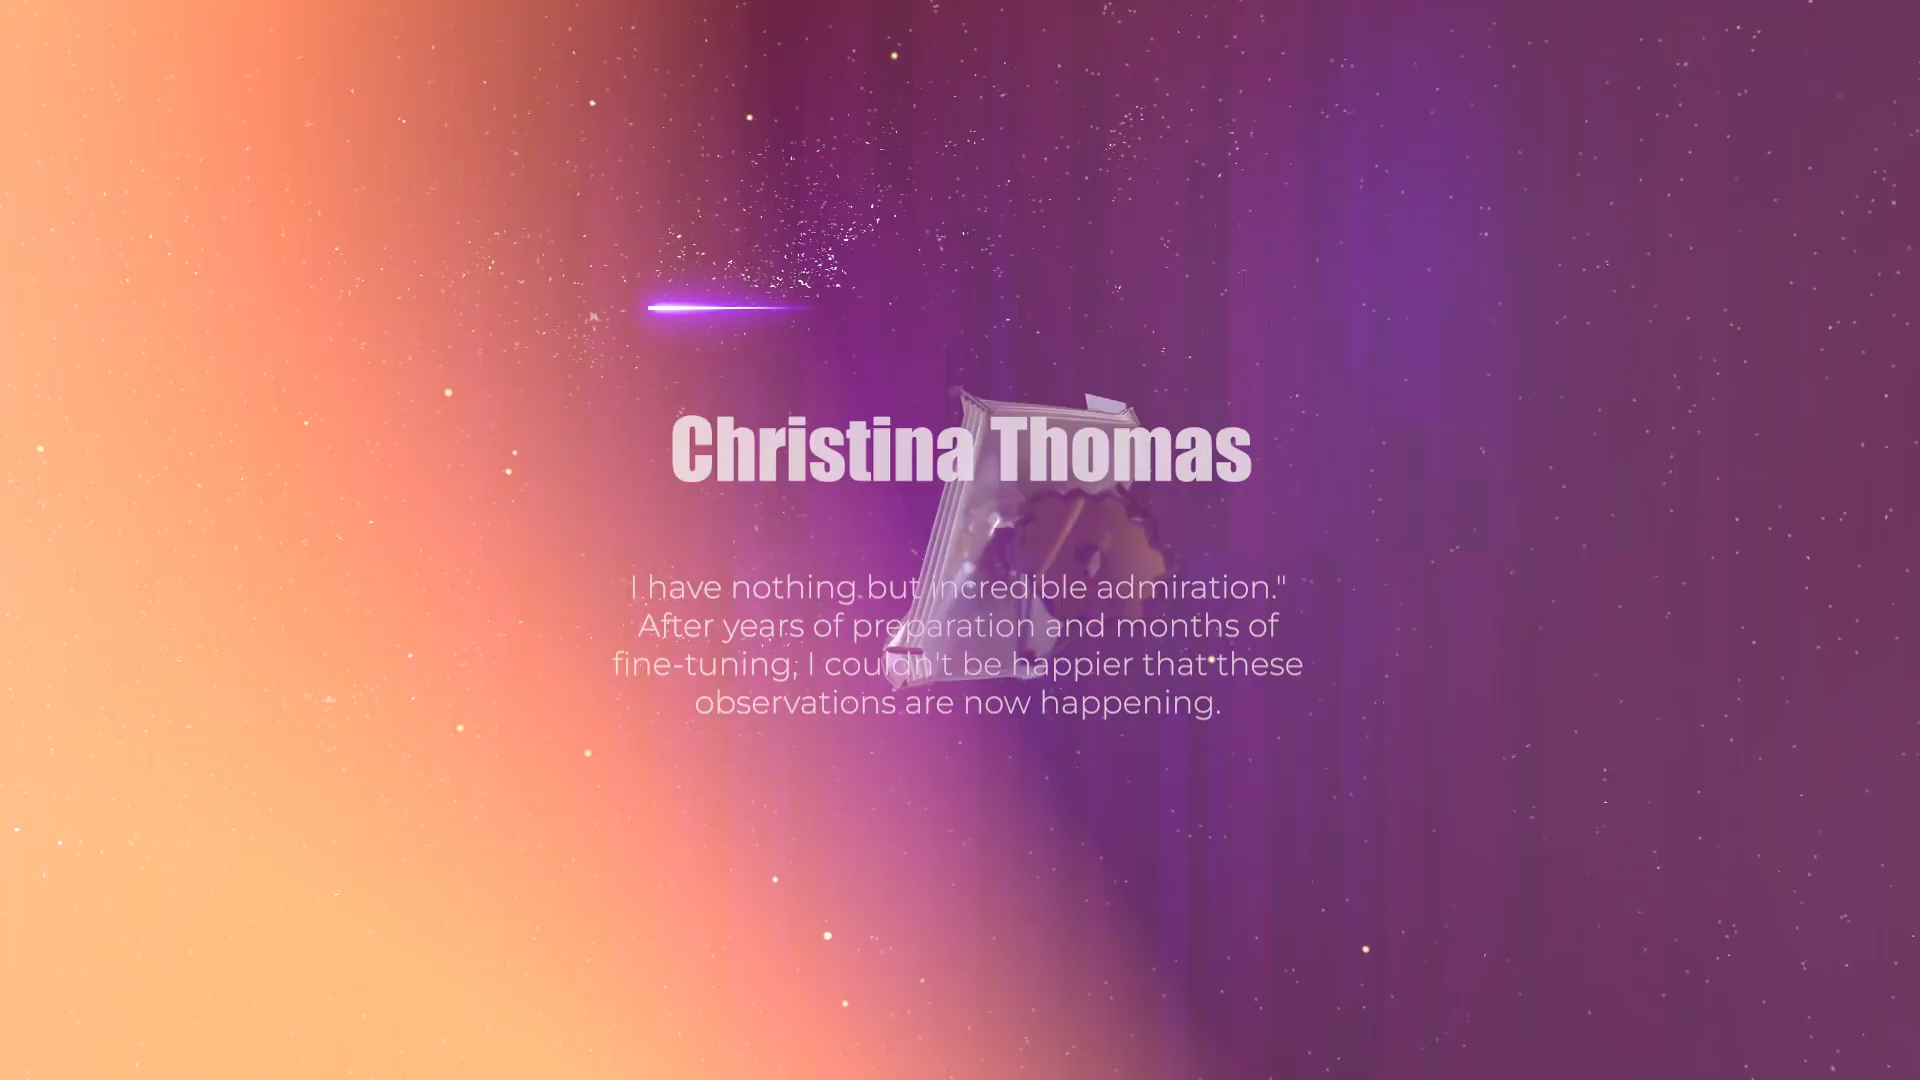 Christina Thomas
I have nothing but incredible admiration."
After years of preparation and months of
fine-tuning, I couldn't be happier that these
observations are now happening.